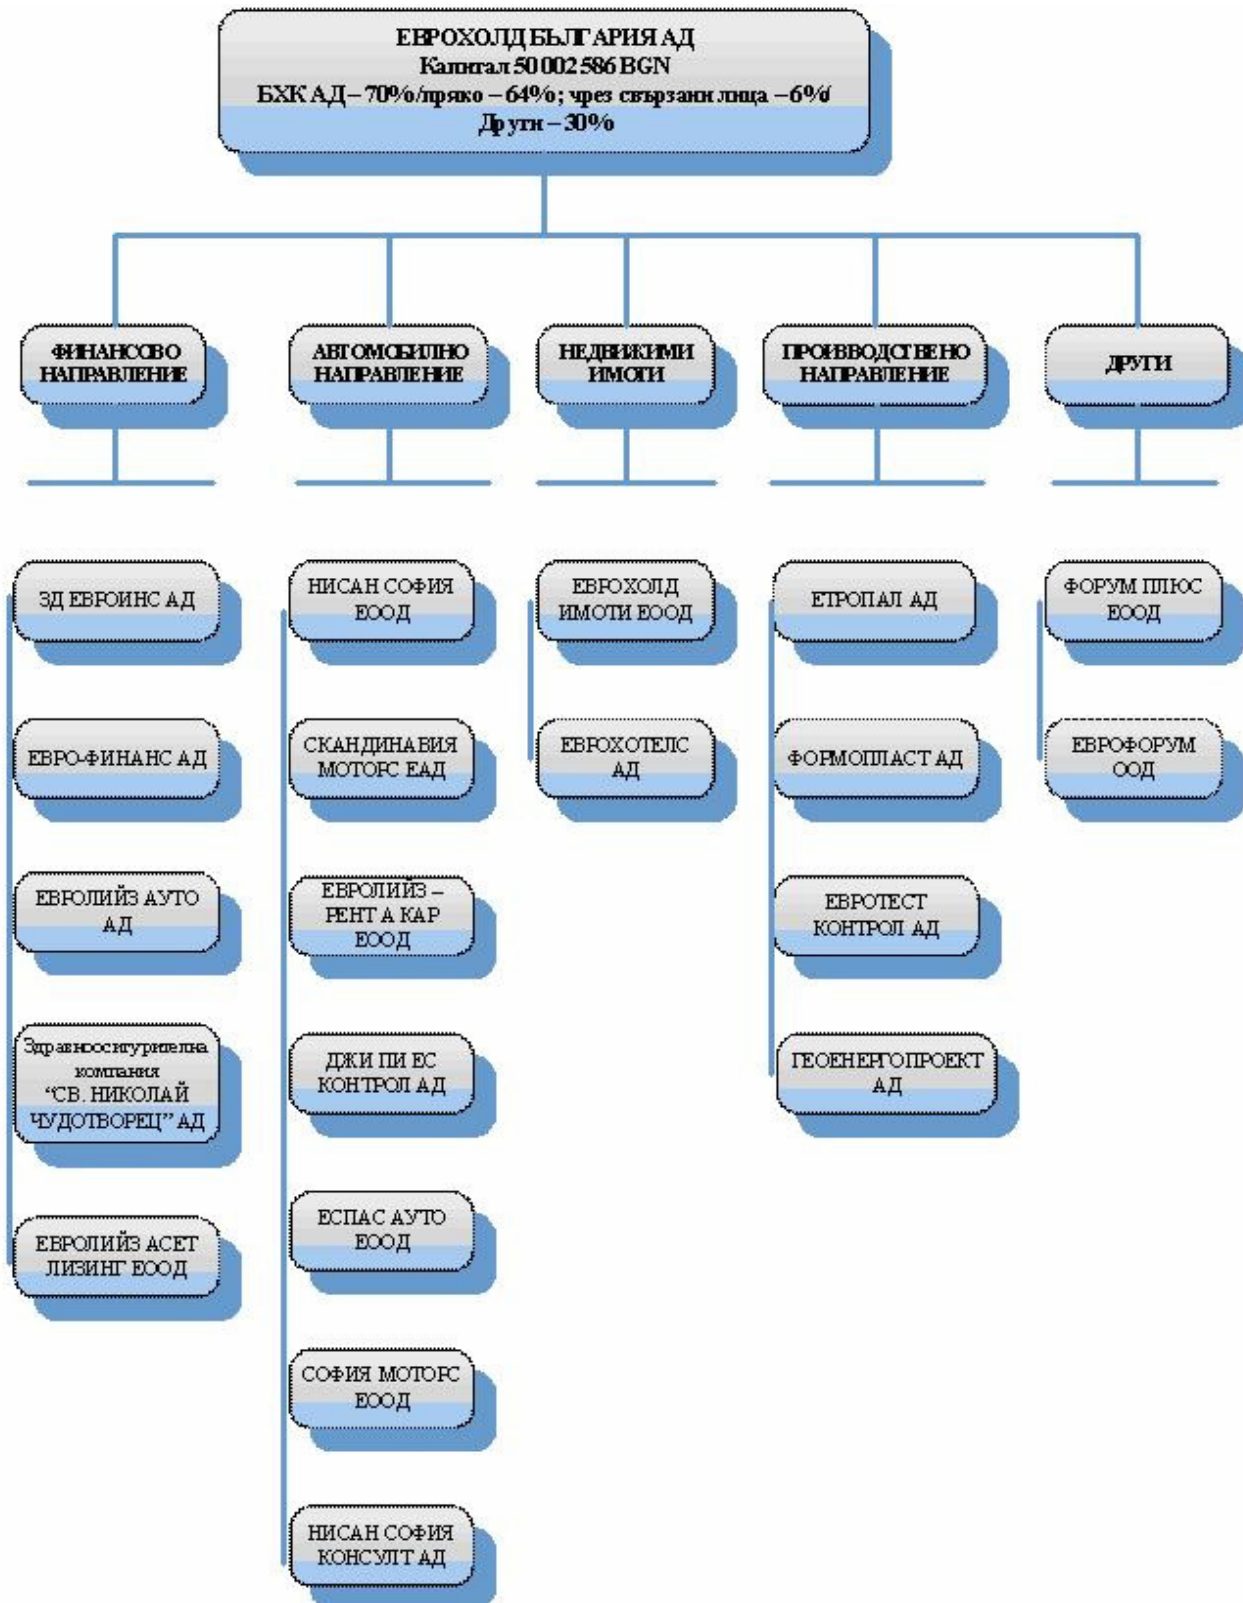 ЕВРОХОЛД БЪЛГАРИЯ АД
Капитал 50 002 586 BGN
БХК АД – 70%/пряко – 64%; чрез свързани лица – 6%/
Други – 30%
ФИНАНСОВО
НАПРАВЛЕНИЕ
АВТОМОБИЛНО
НАПРАВЛЕНИЕ
НЕДВИЖИМИ
ИМОТИ
ПРОИЗВОДСТВЕНО
НАПРАВЛЕНИЕ
ДРУГИ
ЗД ЕВРОИНС АД
ЕВРО-ФИНАНС АД
ЕВРОЛИЙЗ АУТО
АД
Здравноосигурителна
компания
“СВ. НИКОЛАЙ
ЧУДОТВОРЕЦ” АД
ЕВРОЛИЙЗ АСЕТ
ЛИЗИНГ ЕООД
НИСАН СОФИЯ
ЕООД
СКАНДИНАВИЯ
МОТОРС ЕАД
ЕВРОЛИЙЗ –
РЕНТ А КАР
ЕООД
ДЖИ ПИ ЕС
КОНТРОЛ АД
ЕСПАС АУТО
ЕООД
СОФИЯ МОТОРС
ЕООД
НИСАН СОФИЯ
КОНСУЛТ АД
ЕВРОХОЛД
ИМОТИ ЕООД
ЕВРОХОТЕЛС
АД
ЕТРОПАЛ АД
ФОРМОПЛАСТ АД
ЕВРОТЕСТ
КОНТРОЛ АД
ГЕОЕНЕРГОПРОЕКТ
АД
ФОРУМ ПЛЮС
ЕООД
ЕВРОФОРУМ
ООД